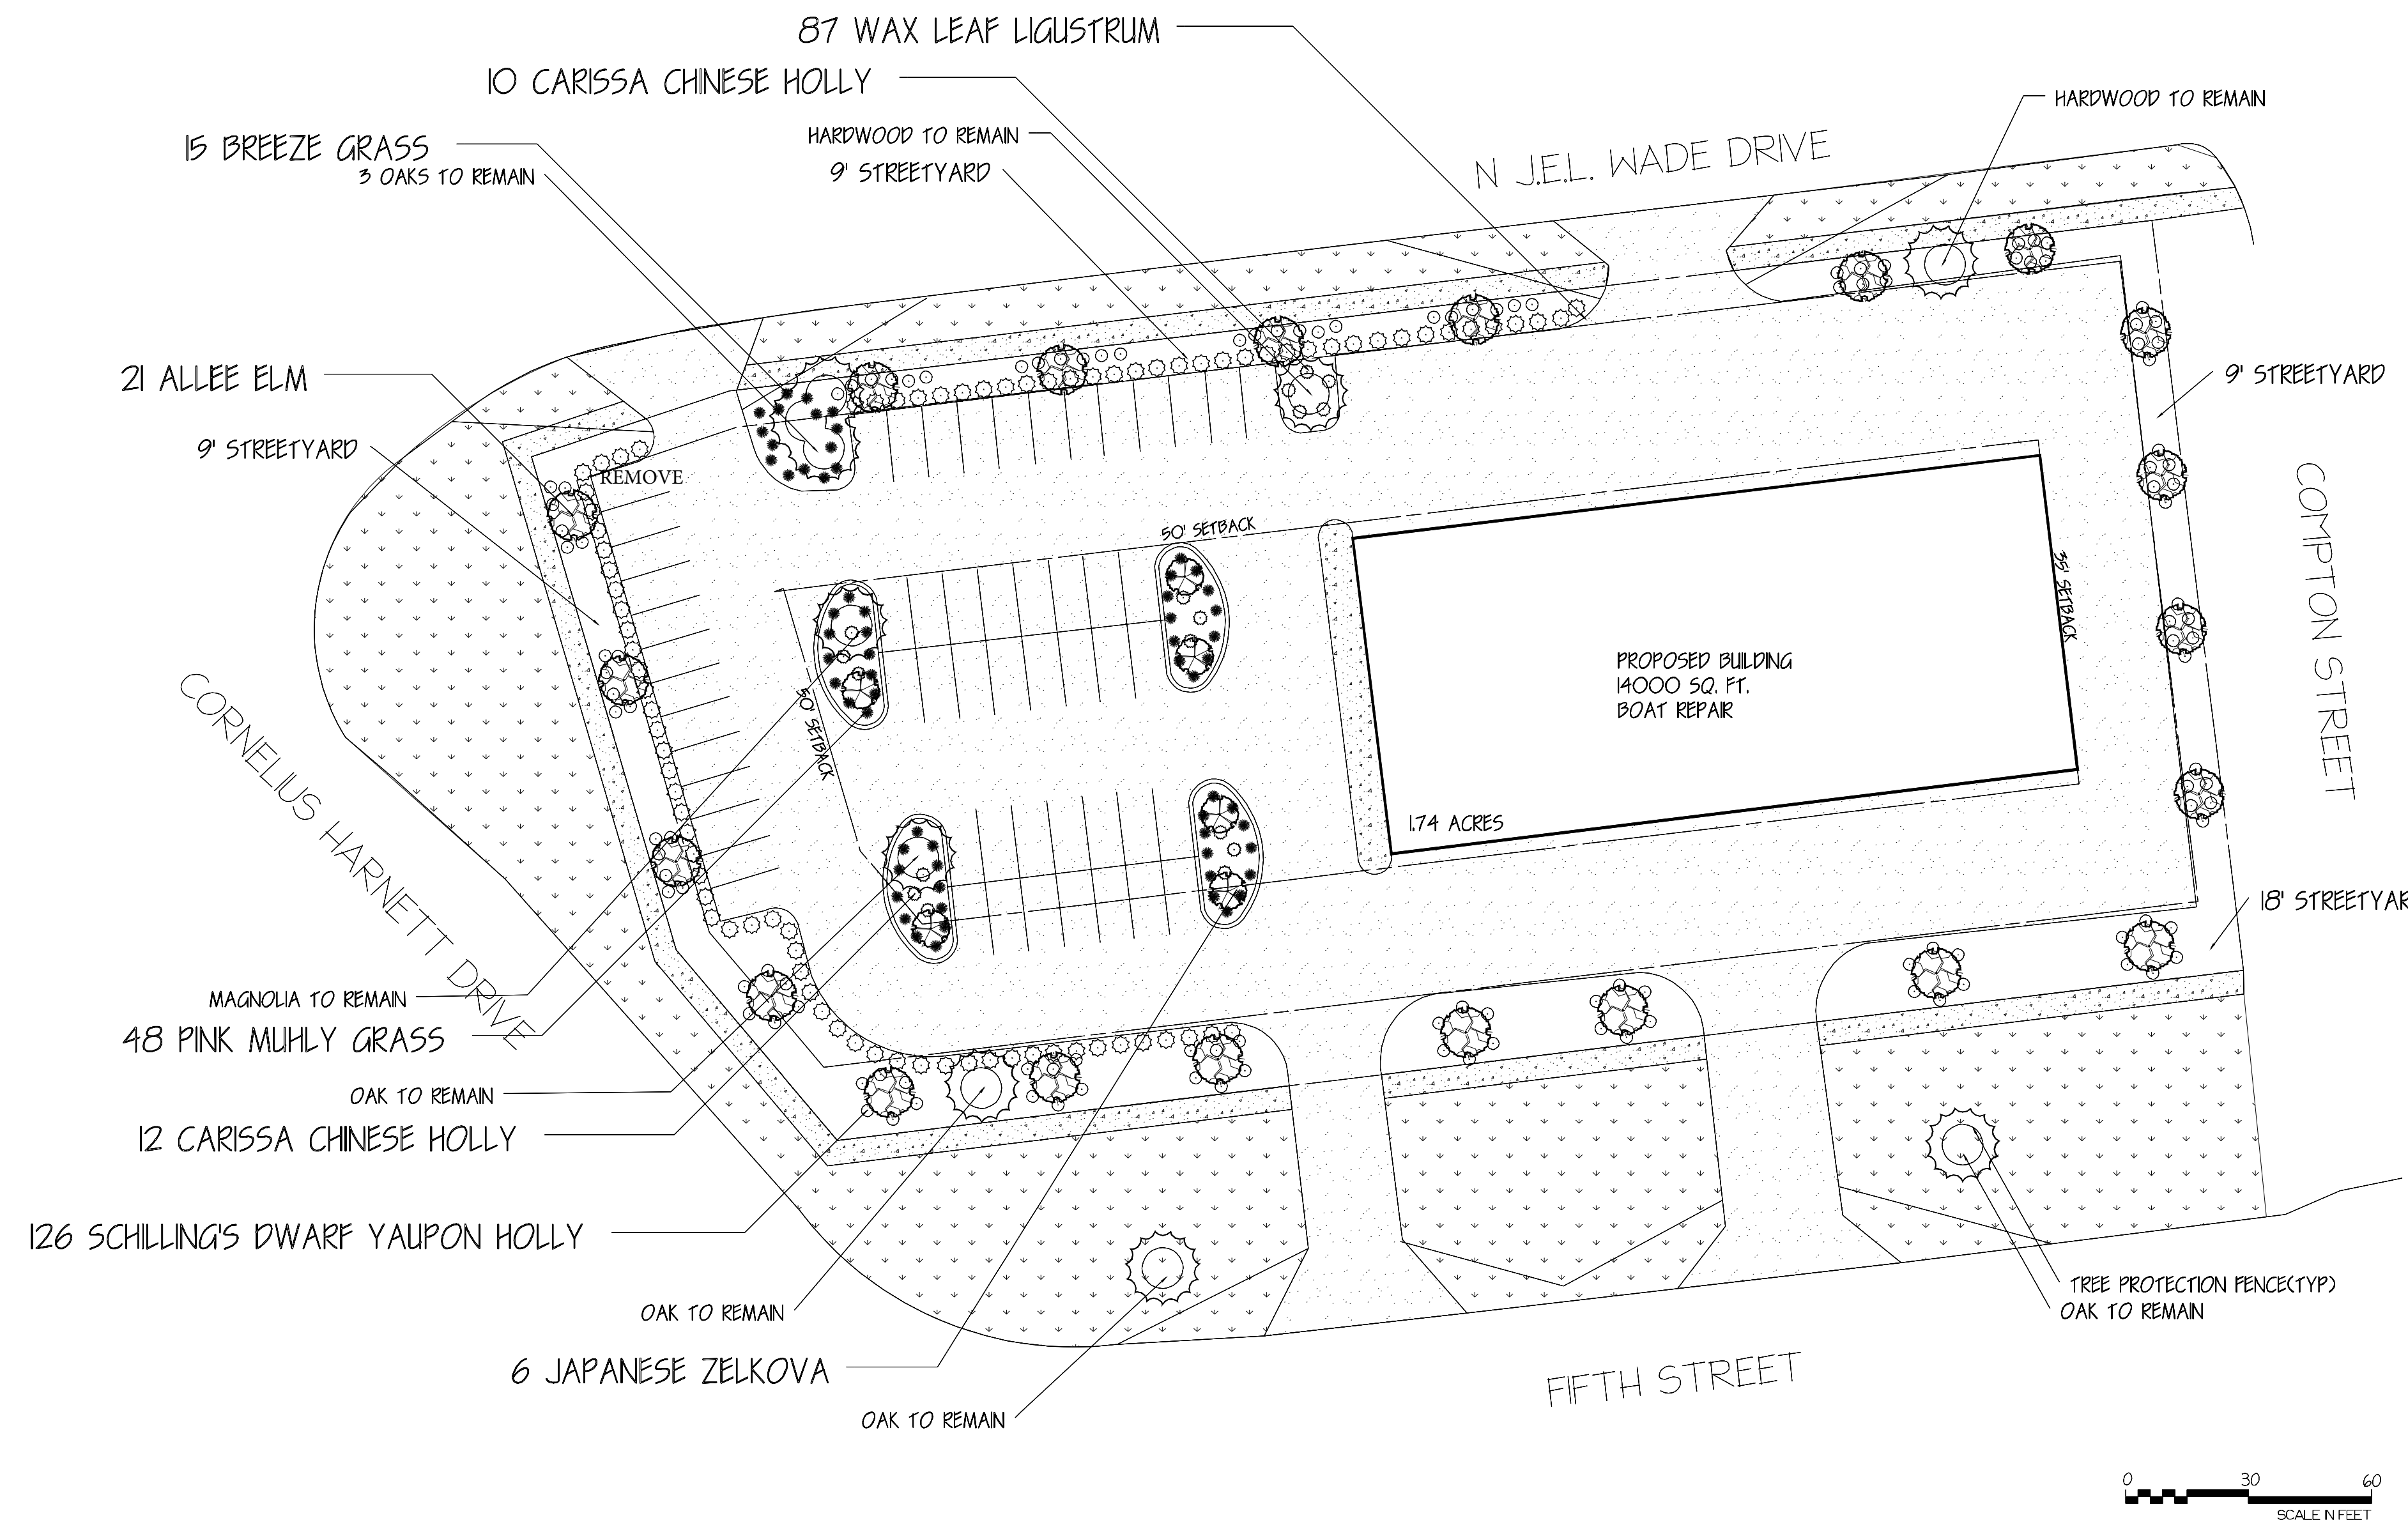 87 WAX LEAF LIGUSTRUM
10 CARISSA CHINESE HOLLY
HARDWOOD TO REMAIN
15 BREEZE GRASS
HARDWOOD TO REMAIN
3 OAKS TO REMAIN
9' STREETYARD
N J.E.L. WADE DRIVE
21 ALLEE ELM
9' STREETYARD
9' STREETYARD
REMOVE
50' SETBACK
COMPTON STREET
35' SETBACK
PROPOSED BUILDING
14000 SQ. FT.
BOAT REPAIR
50' SETBACK
CORNELIUS HARNETT DRIVE
1.74 ACRES
18' STREETYAR
MAGNOLIA TO REMAIN
48 PINK MUHLY GRASS
OAK TO REMAIN
12 CARISSA CHINESE HOLLY
126 SCHILLING'S DWARF YAUPON HOLLY
TREE PROTECTION FENCE(TYP)
OAK TO REMAIN
OAK TO REMAIN
6 JAPANESE ZELKOVA
FIFTH STREET
OAK TO REMAIN
0 30 60
SCALE IN FEET